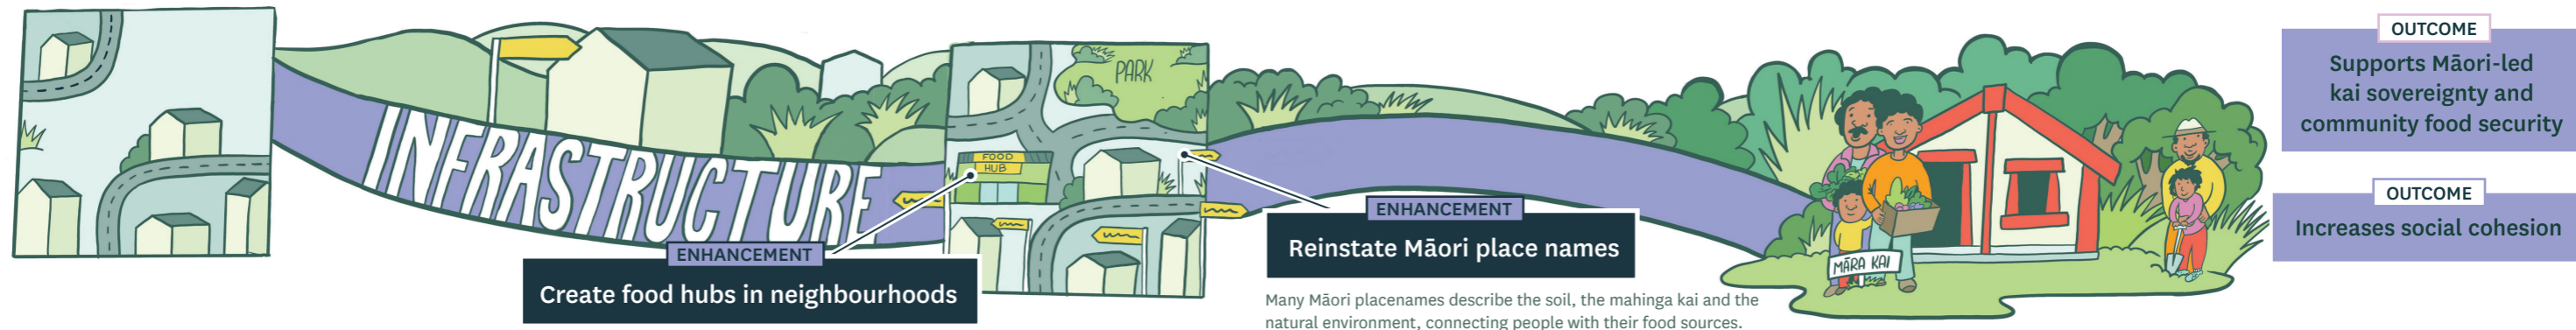 INFRASTRUCTURE
ENHANCEMENT
Create food hubs in neighbourhoods
PARK
FOOD
HUB
ENHANCEMENT
Reinstate Māori place names
Many Māori placenames describe the soil, the mahinga kai and the
natural environment, connecting people with their food sources.
MĀRA KAI
OUTCOME
Supports Māori-led
kai sovereignty and
community food security
OUTCOME
Increases social cohesion